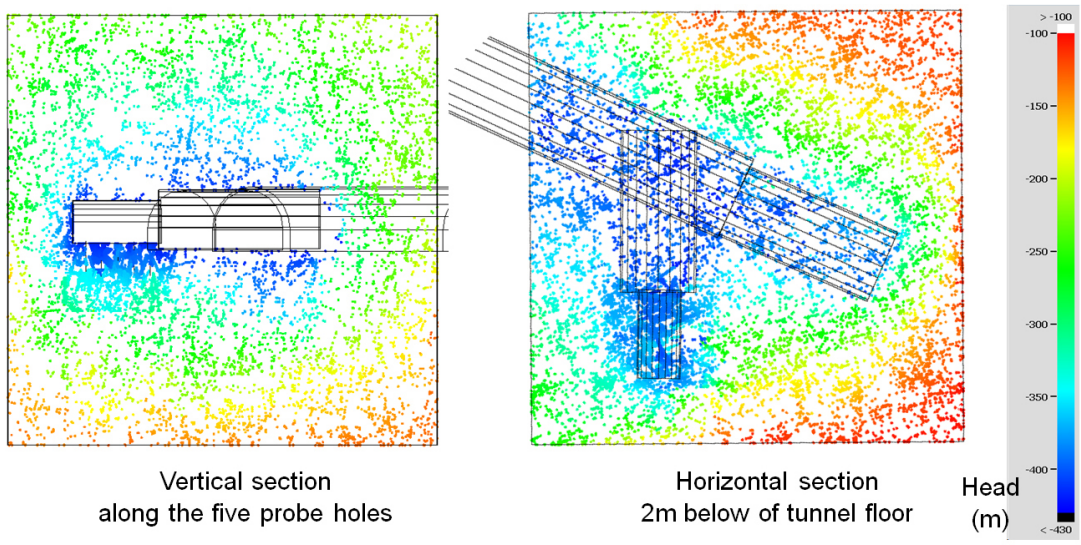 > -100
-100
-150
-200
-250
-300
-350
-400
< -430
Vertical section
along the five probe holes
Horizontal section
2m below of tunnel floor
Head
(m)